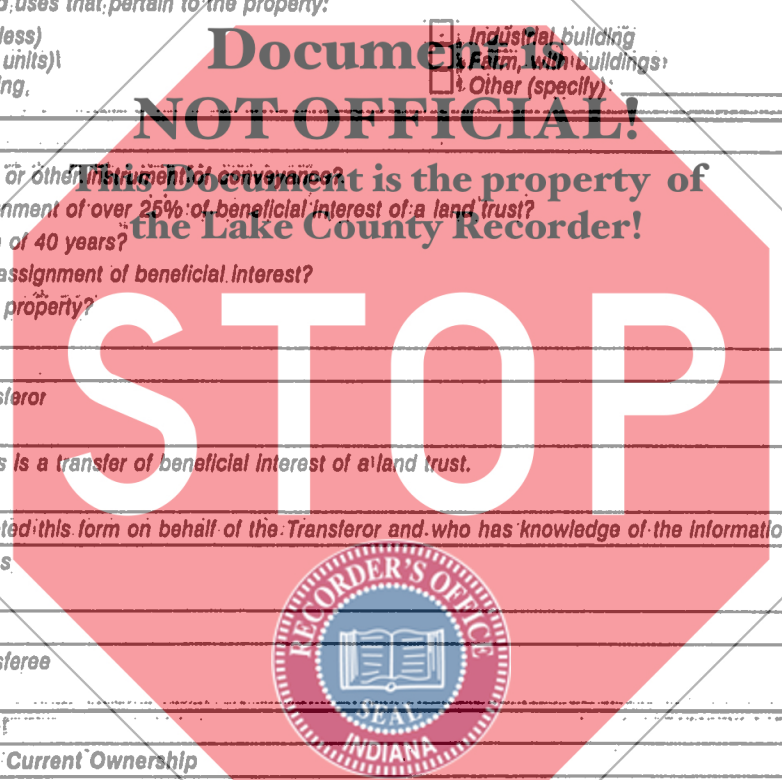 uses that pertain to the property:
less) Industrial building
units) Farm, with buildings
ing, Other (specify):
Document is
NOT OFFICIAL!
or other instrument of conveyance?
This Document is the property of
nment of over 25% of beneficial interest of a land trust?
the Lake County Recorder!
of 40 years?
assignment of beneficial interest?
property?
STOP
sferor
s is a transfer of beneficial interest of a land trust.
ted this form on behalf of the Transferor and who has knowledge of the informatio
s
RECORDER'S OFFICE
SEAL
INDIANA
sferee
Current Ownership